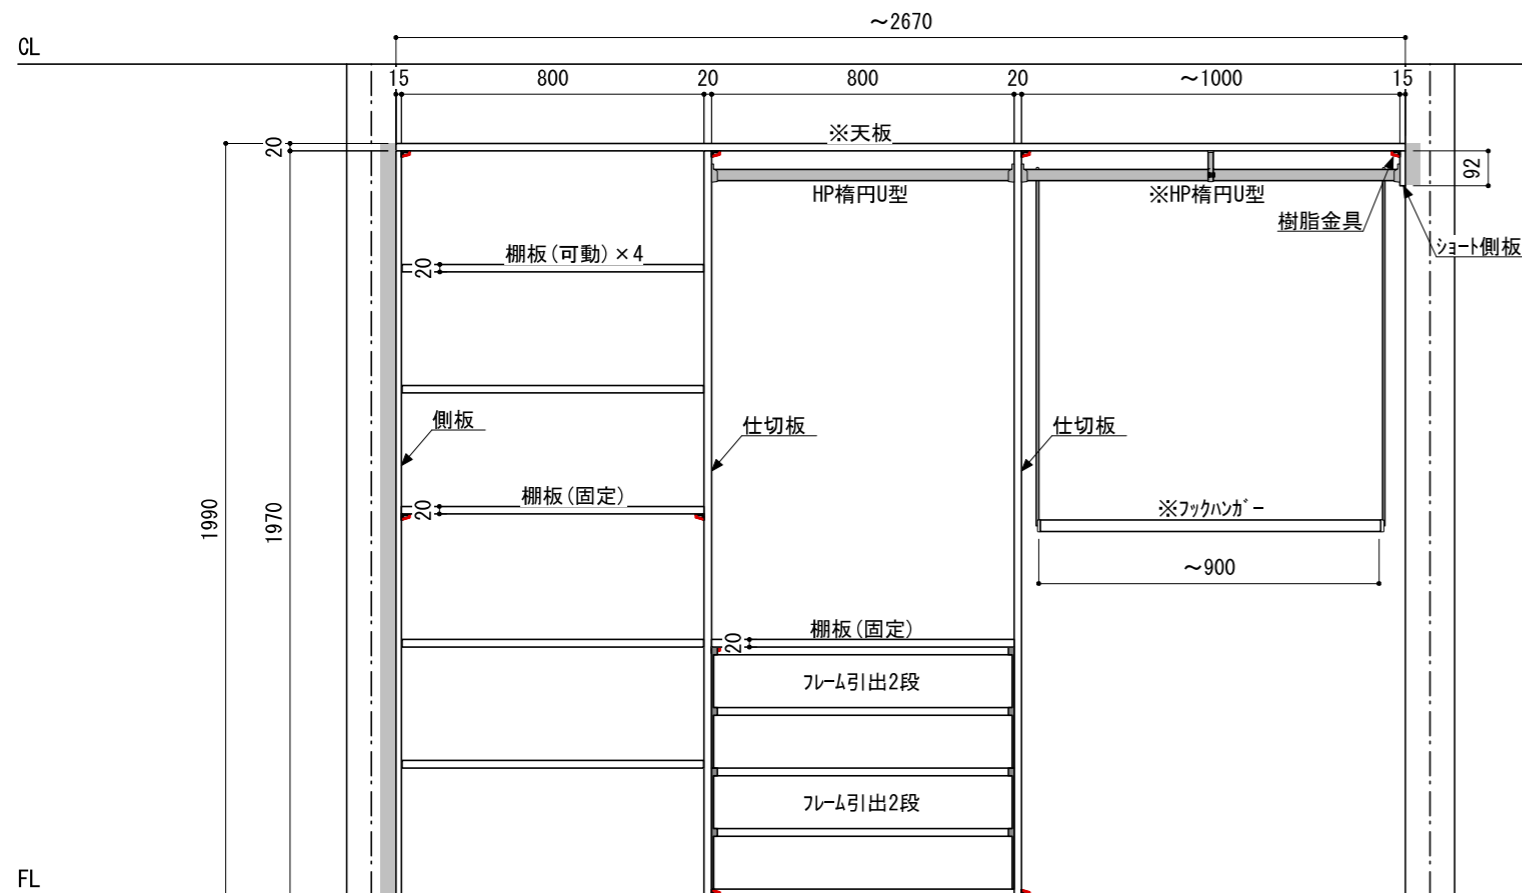 ～2670
CL
15
800
20
800
20
～1000
15
※天板
20
92
HP楕円U型
※HP楕円U型
樹脂金具
ｼｮｰﾄ側板
棚板(可動)×4
20
側板
仕切板
仕切板
棚板(固定)
20
※ﾌｯｸﾊﾝｶﾞｰ
1990
1970
～900
棚板(固定)
20
ﾌﾚｰﾑ引出2段
ﾌﾚｰﾑ引出2段
FL